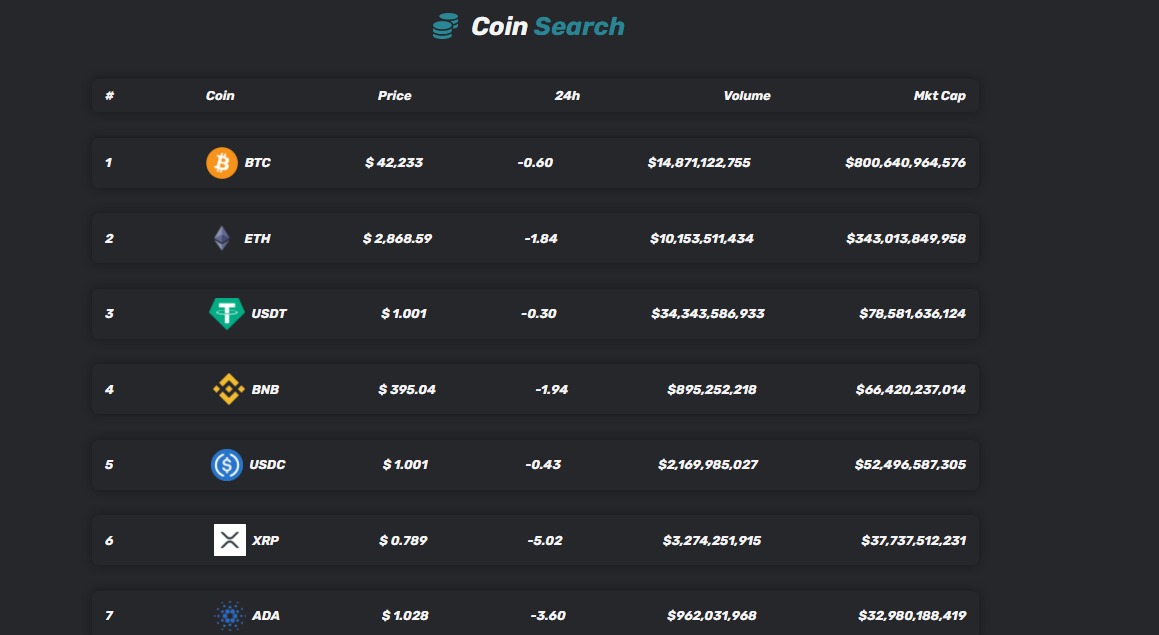 Coin Search
# Coin Price 24h Volume Mkt Cap
1 BTC $ 42,233 -0.60 $14,871,122,755 $800,640,964,576
2 ETH $ 2,868.59 -1.84 $10,153,511,434 $343,013,849,958
3 USDT $ 1.001 -0.30 $34,343,586,933 $78,581,636,124
4 BNB $ 395.04 -1.94 $895,252,218 $66,420,237,014
5 USDC $ 1.001 -0.43 $2,169,985,027 $52,496,587,305
6 XRP $ 0.789 -5.02 $3,274,251,915 $37,737,512,231
7 ADA $ 1.028 -3.60 $962,031,968 $32,980,188,419